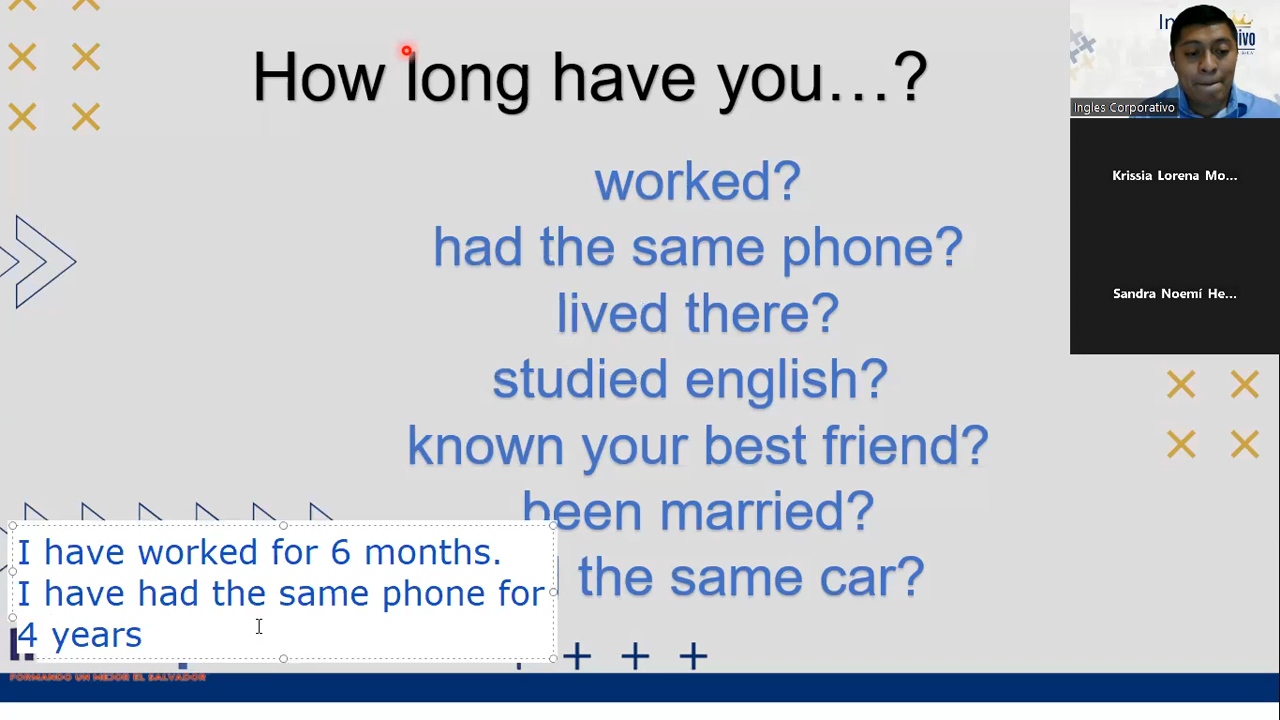 How long have you…?
worked?
had the same phone?
lived there?
studied english?
known your best friend?
been married?
the same car?
I have worked for 6 months.
I have had the same phone for
4 years
FORMANDO UN MEJOR EL SALVADOR
Ingles Corporativo
Krissia Lorena Mo...
Sandra Noemí He...